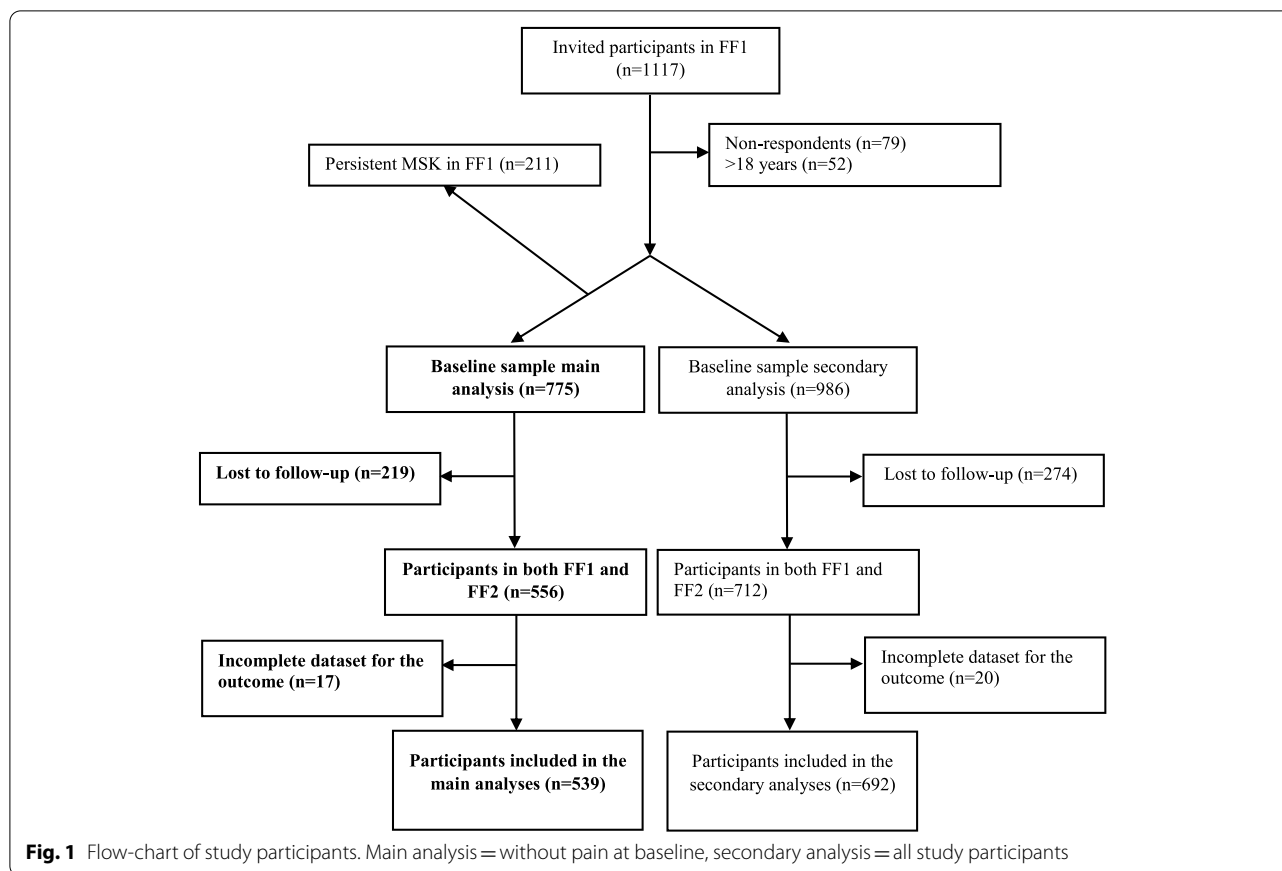 Invited participants in FF1
(n=1117)
Non-respondents (n=79)
>18 years (n=52)
Persistent MSK in FF1 (n=211)
Baseline sample main
analysis (n=775)
Baseline sample secondary
analysis (n=986)
Lost to follow-up (n=219)
Lost to follow-up (n=274)
Participants in both FF1 and
FF2 (n=556)
Participants in both FF1 and
FF2 (n=712)
Incomplete dataset for the
outcome (n=17)
Incomplete dataset for the
outcome (n=20)
Participants included in the
main analyses (n=539)
Participants included in the
secondary analyses (n=692)
Fig. 1 Flow-chart of study participants. Main analysis = without pain at baseline, secondary analysis = all study participants